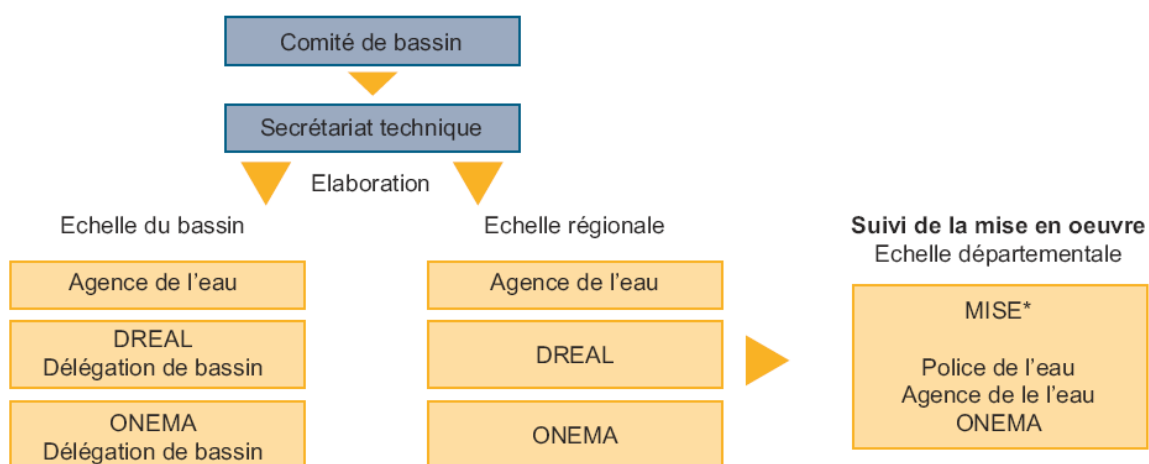 Comité de bassin
Secrétariat technique
Elaboration
Echelle du bassin
Agence de l'eau
DREAL
Délégation de bassin
ONEMA
Délégation de bassin
Echelle régionale
Agence de l'eau
DREAL
ONEMA
Suivi de la mise en oeuvre
Echelle départementale
MISE*
Police de l'eau
Agence de le l'eau
ONEMA